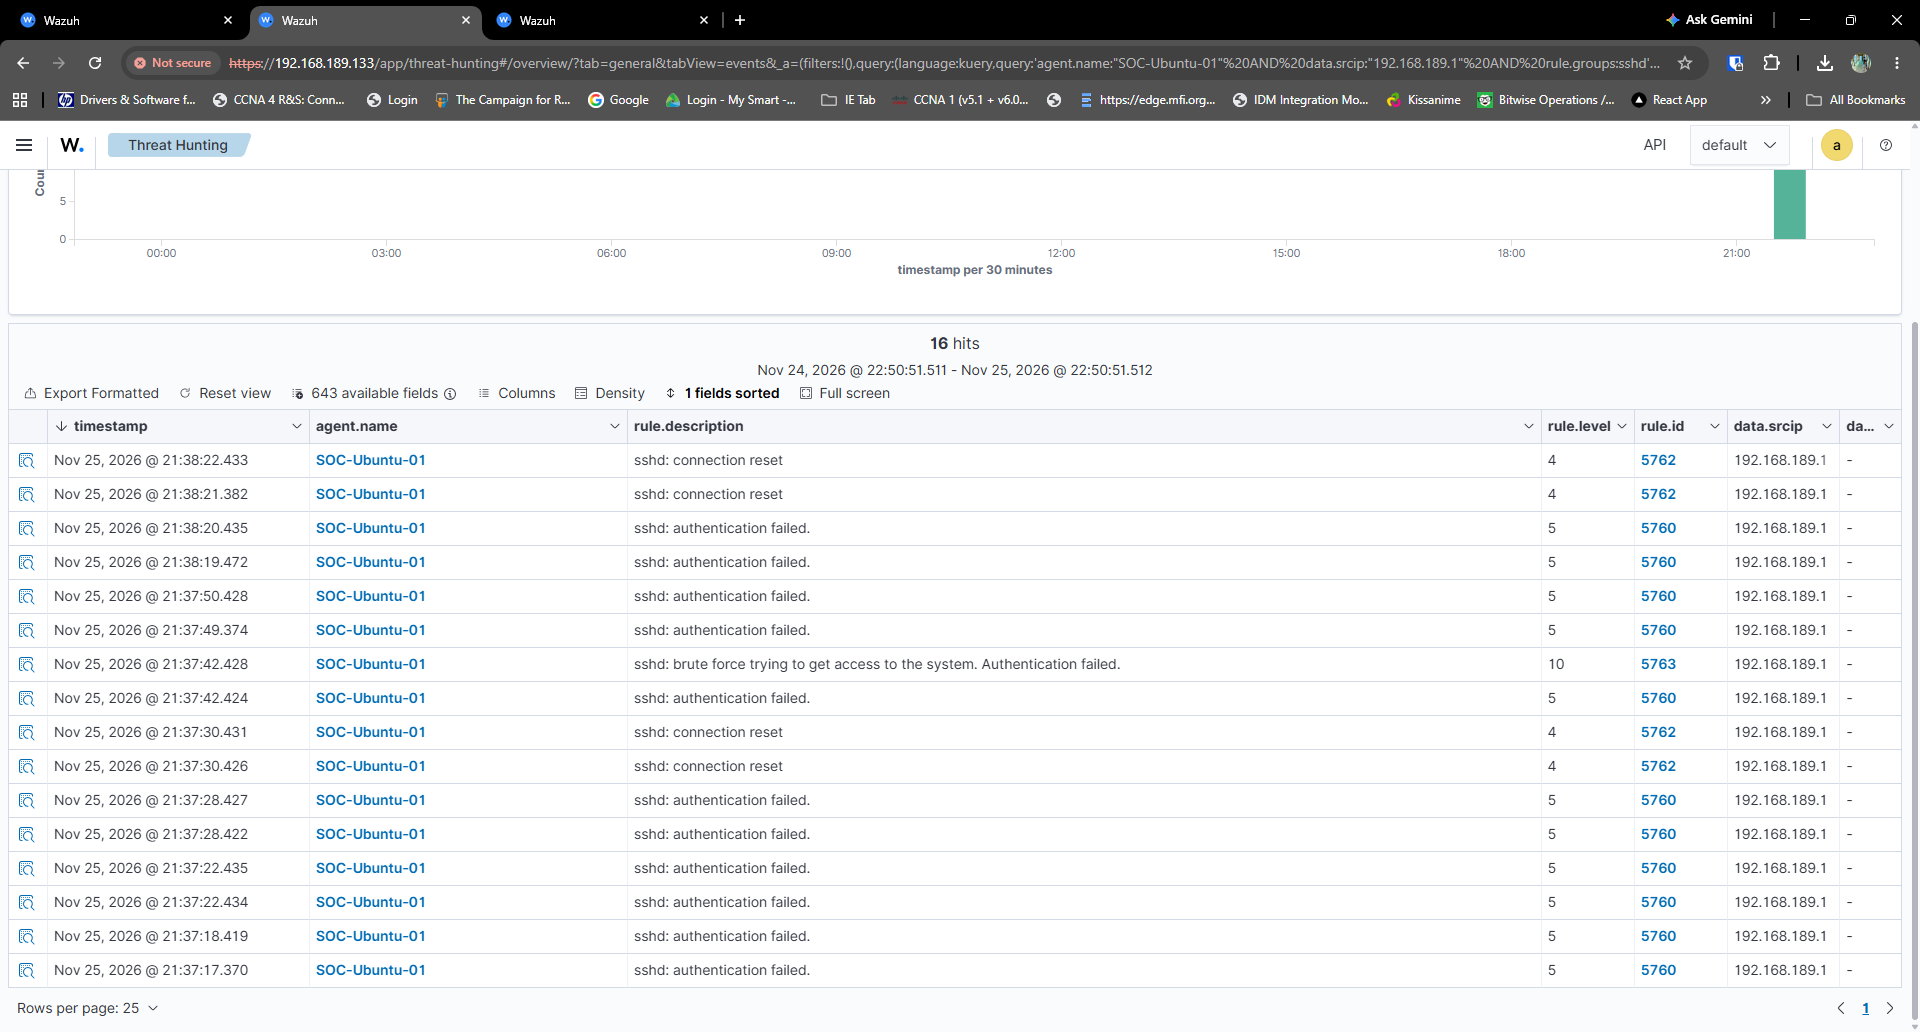 Wazuh
Wazuh
Wazuh
Ask Gemini
Not secure
https://192.168.189.133/app/threat-hunting#/overview/?tab=general&tabView=events&_a=(filters:!(),query:(language:kuery,query:'agent.name:"SOC-Ubuntu-01"%20AND%20data.srcip:"192.168.189.1"%20AND%20rule.groups:sshd'...
Drivers & Software f... CCNA 4 R&S: Conn... Login The Campaign for R... Google Login - My Smart -... IE Tab CCNA 1 (v5.1 + v6.0... https://edge.mfi.org... IDM Integration Mo... Kissanime Bitwise Operations /... React App » All Bookmarks
W. Threat Hunting API default a
Cou
5
0
00:00 03:00 06:00 09:00 12:00 15:00 18:00 21:00
timestamp per 30 minutes
16 hits
Nov 24, 2026 @ 22:50:51.511 - Nov 25, 2026 @ 22:50:51.512
Export Formatted Reset view 643 available fields Columns Density 1 fields sorted Full screen
timestamp agent.name rule.description rule.level rule.id data.srcip da...
Nov 25, 2026 @ 21:38:22.433 SOC-Ubuntu-01 sshd: connection reset 4 5762 192.168.189.1 -
Nov 25, 2026 @ 21:38:21.382 SOC-Ubuntu-01 sshd: connection reset 4 5762 192.168.189.1 -
Nov 25, 2026 @ 21:38:20.435 SOC-Ubuntu-01 sshd: authentication failed. 5 5760 192.168.189.1 -
Nov 25, 2026 @ 21:38:19.472 SOC-Ubuntu-01 sshd: authentication failed. 5 5760 192.168.189.1 -
Nov 25, 2026 @ 21:37:50.428 SOC-Ubuntu-01 sshd: authentication failed. 5 5760 192.168.189.1 -
Nov 25, 2026 @ 21:37:49.374 SOC-Ubuntu-01 sshd: authentication failed. 5 5760 192.168.189.1 -
Nov 25, 2026 @ 21:37:42.428 SOC-Ubuntu-01 sshd: brute force trying to get access to the system. Authentication failed. 10 5763 192.168.189.1 -
Nov 25, 2026 @ 21:37:42.424 SOC-Ubuntu-01 sshd: authentication failed. 5 5760 192.168.189.1 -
Nov 25, 2026 @ 21:37:30.431 SOC-Ubuntu-01 sshd: connection reset 4 5762 192.168.189.1 -
Nov 25, 2026 @ 21:37:30.426 SOC-Ubuntu-01 sshd: connection reset 4 5762 192.168.189.1 -
Nov 25, 2026 @ 21:37:28.427 SOC-Ubuntu-01 sshd: authentication failed. 5 5760 192.168.189.1 -
Nov 25, 2026 @ 21:37:28.422 SOC-Ubuntu-01 sshd: authentication failed. 5 5760 192.168.189.1 -
Nov 25, 2026 @ 21:37:22.435 SOC-Ubuntu-01 sshd: authentication failed. 5 5760 192.168.189.1 -
Nov 25, 2026 @ 21:37:22.434 SOC-Ubuntu-01 sshd: authentication failed. 5 5760 192.168.189.1 -
Nov 25, 2026 @ 21:37:18.419 SOC-Ubuntu-01 sshd: authentication failed. 5 5760 192.168.189.1 -
Nov 25, 2026 @ 21:37:17.370 SOC-Ubuntu-01 sshd: authentication failed. 5 5760 192.168.189.1 -
Rows per page: 25 1